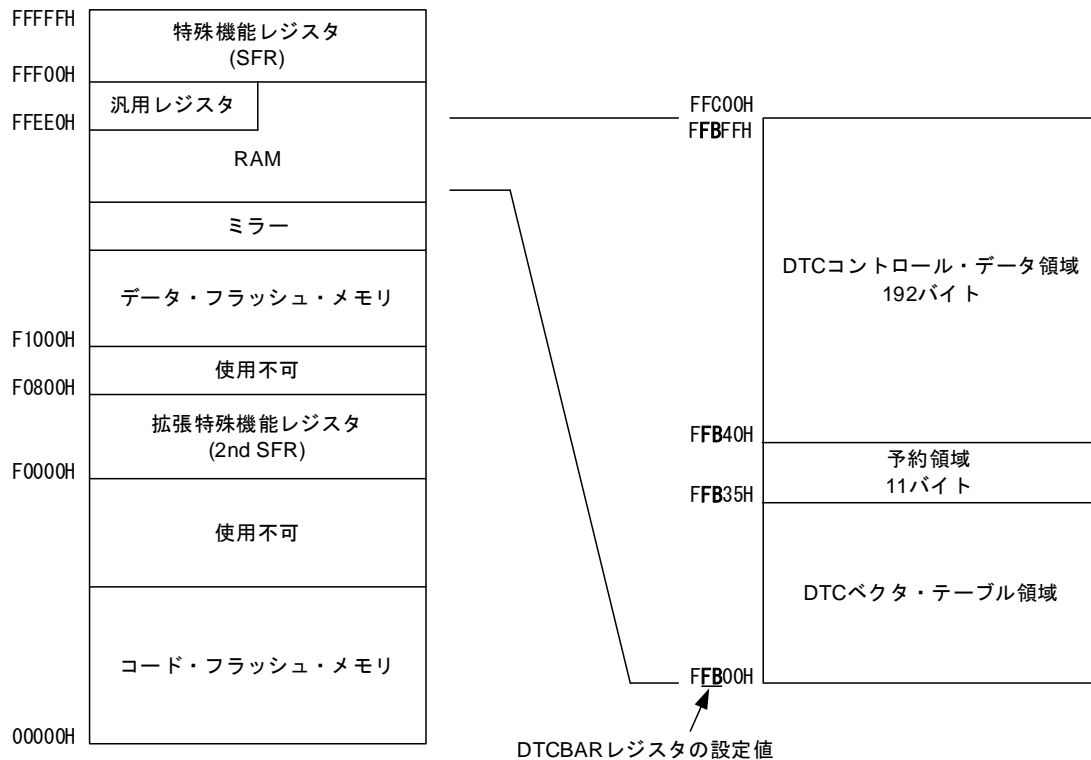 FFFFFH
特殊機能レジスタ
(SFR)
FFF00H
汎用レジスタ
FFEE0H
RAM
ミラー
データ・フラッシュ・メモリ
F1000H
使用不可
F0800H
拡張特殊機能レジスタ
(2nd SFR)
F0000H
使用不可
コード・フラッシュ・メモリ
00000H
FFC00H
FFBFFH
DTCコントロール・データ領域
192バイト
FFB40H
予約領域
11バイト
FFB35H
DTCベクタ・テーブル領域
FFB00H
DTCBARレジスタの設定値